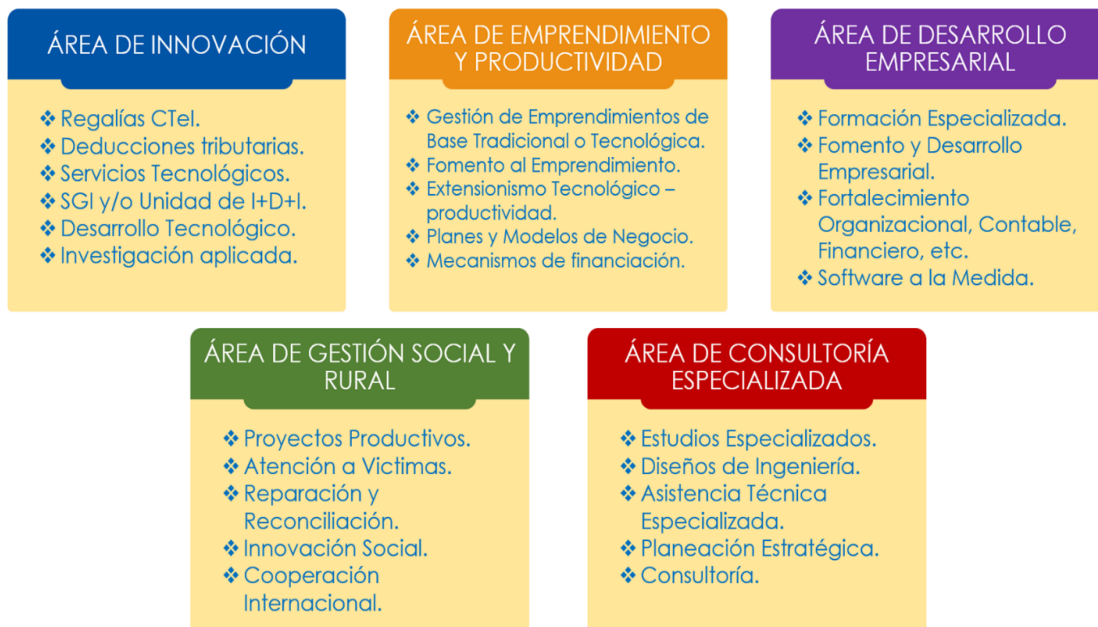 ÁREA DE INNOVACIÓN
❖ Regalías CTeI.
❖ Deducciones tributarias.
❖ Servicios Tecnológicos.
❖ SGI y/o Unidad de I+D+I.
❖ Desarrollo Tecnológico.
❖ Investigación aplicada.
ÁREA DE EMPRENDIMIENTO
Y PRODUCTIVIDAD
❖ Gestión de Emprendimientos de
Base Tradicional o Tecnológica.
❖ Fomento al Emprendimiento.
❖ Extensionismo Tecnológico –
productividad.
❖ Planes y Modelos de Negocio.
❖ Mecanismos de financiación.
ÁREA DE DESARROLLO
EMPRESARIAL
❖ Formación Especializada.
❖ Fomento y Desarrollo
Empresarial.
❖ Fortalecimiento
Organizacional, Contable,
Financiero, etc.
❖ Software a la Medida.
ÁREA DE GESTIÓN SOCIAL Y
RURAL
❖ Proyectos Productivos.
❖ Atención a Victimas.
❖ Reparación y
Reconciliación.
❖ Innovación Social.
❖ Cooperación
Internacional.
ÁREA DE CONSULTORÍA
ESPECIALIZADA
❖ Estudios Especializados.
❖ Diseños de Ingeniería.
❖ Asistencia Técnica
Especializada.
❖ Planeación Estratégica.
❖ Consultoría.